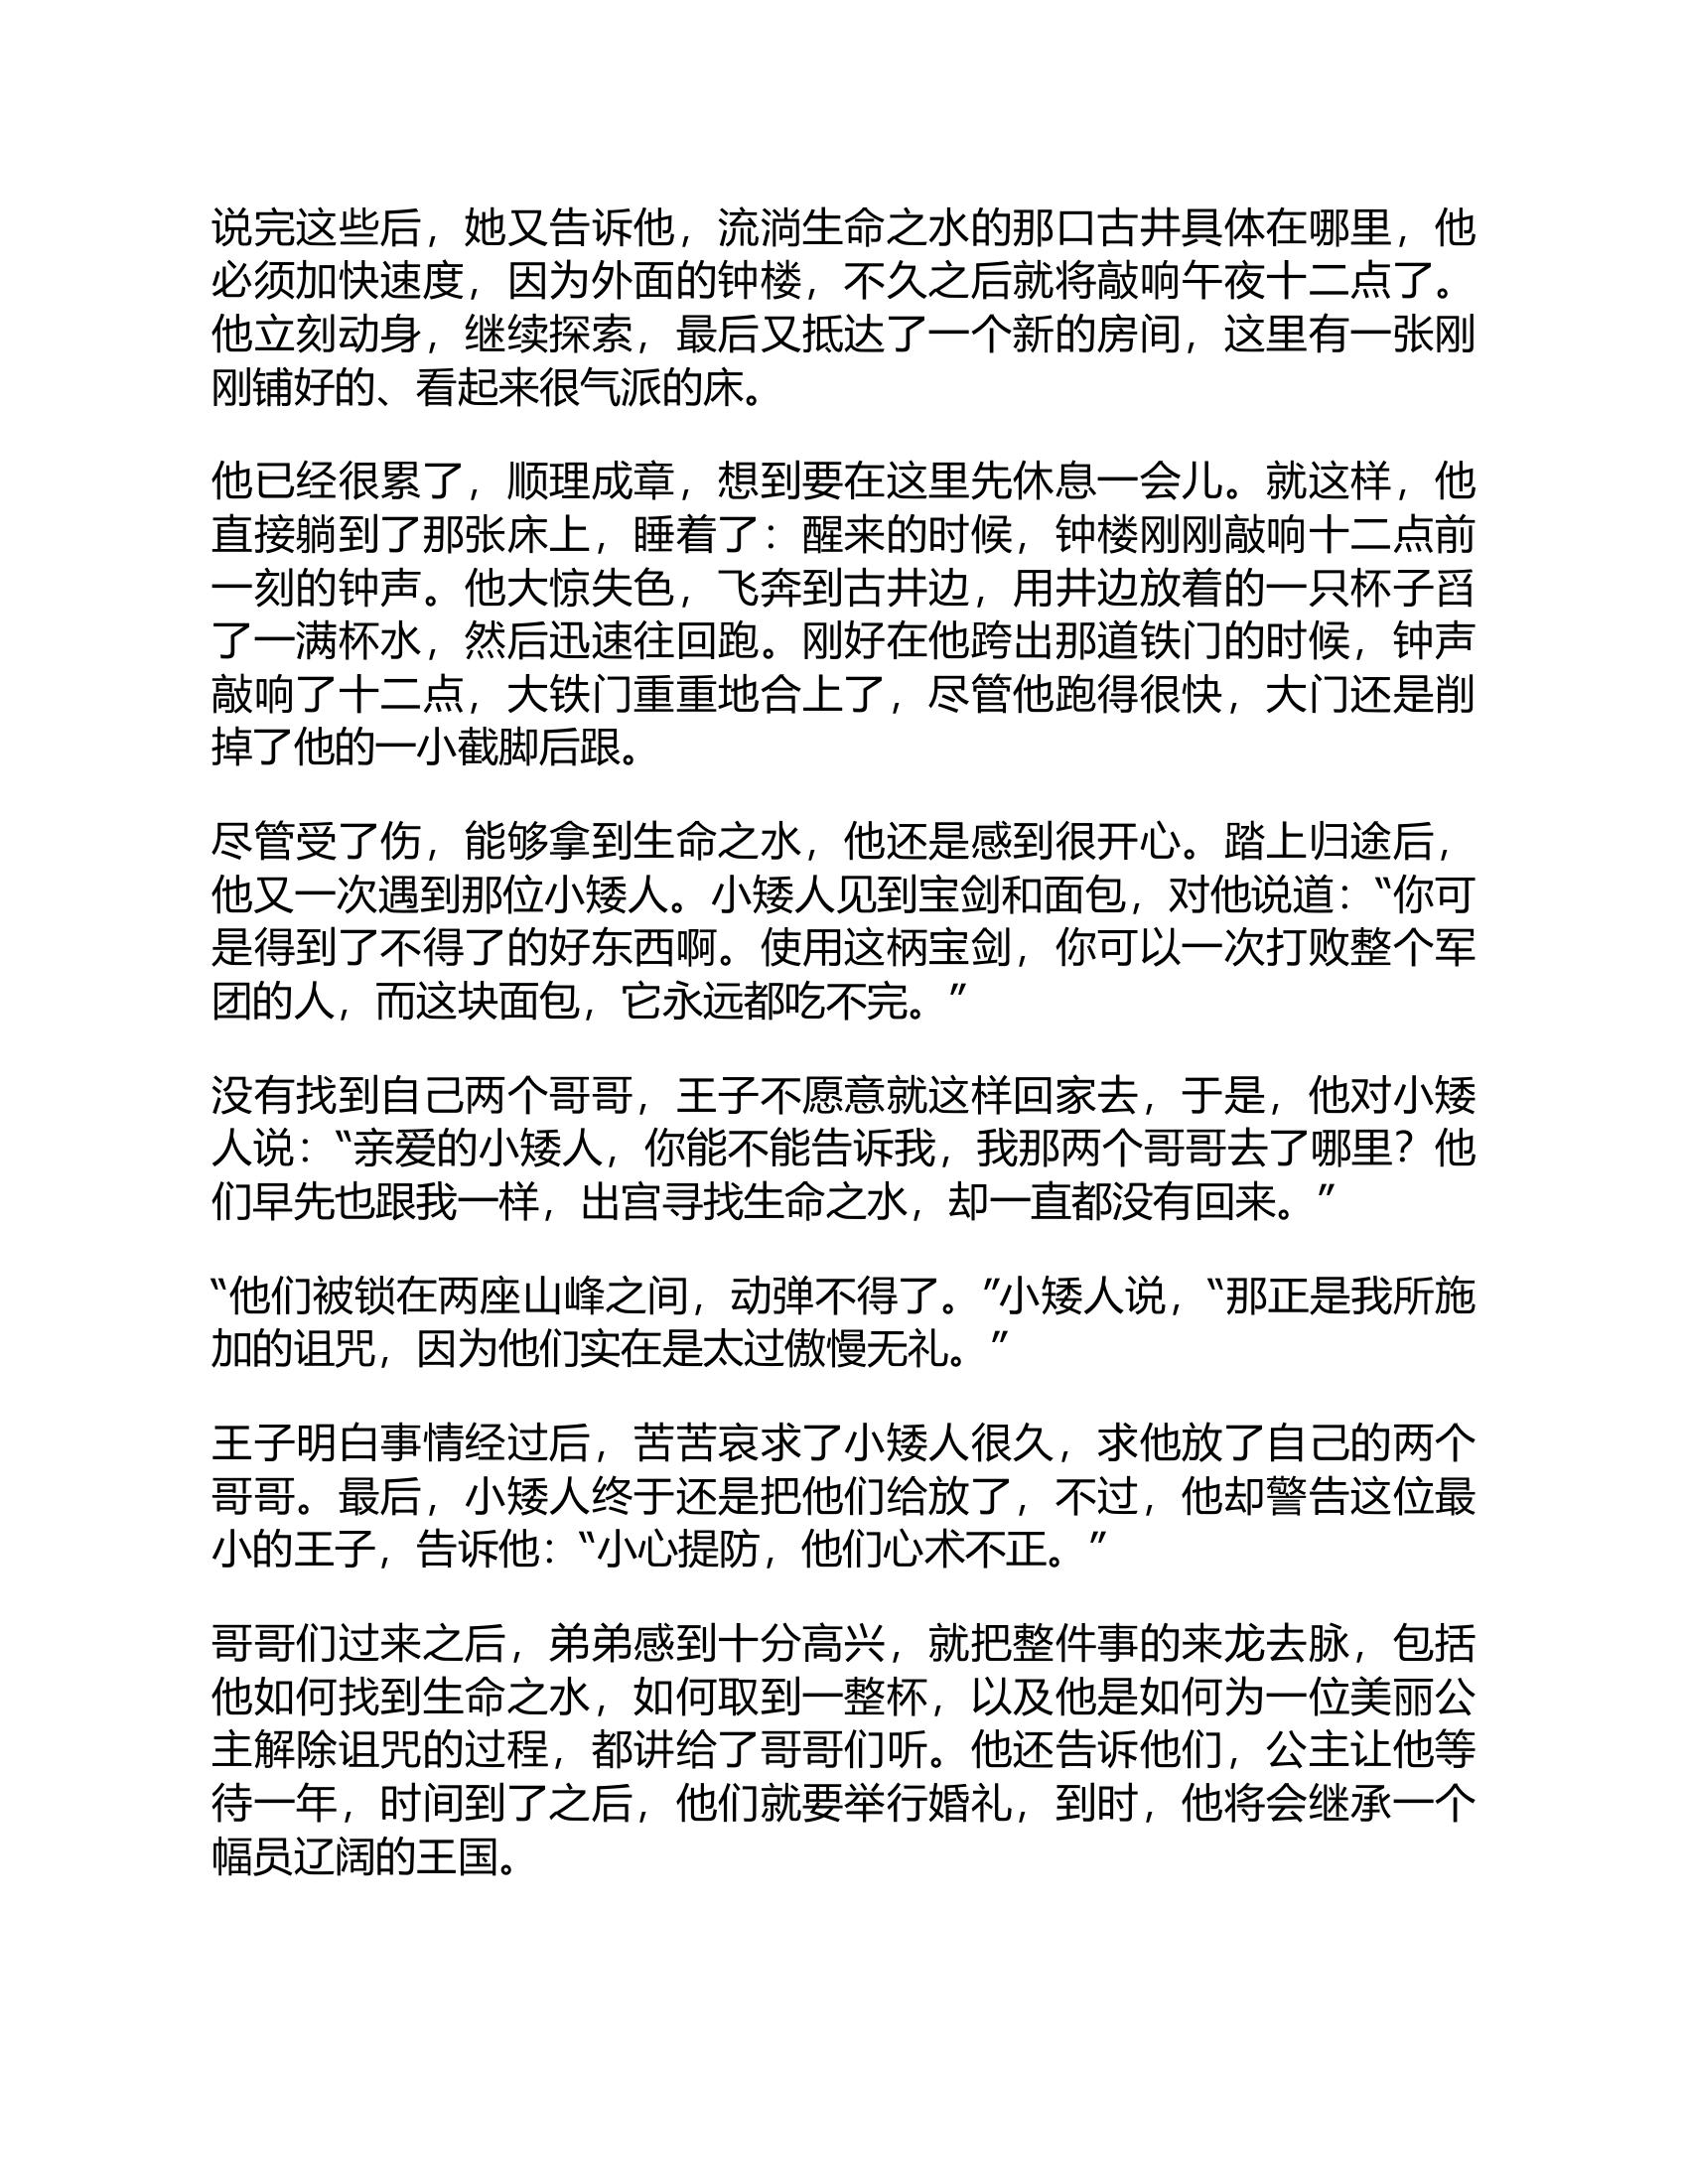 说完这些后，她又告诉他，流淌生命之水的那口古井具体在哪里，他
必须加快速度，因为外面的钟楼，不久之后就将敲响午夜十二点了。
他立刻动身，继续探索，最后又抵达了一个新的房间，这里有一张刚
刚铺好的、看起来很气派的床。
他已经很累了，顺理成章，想到要在这里先休息一会儿。就这样，他
直接躺到了那张床上，睡着了：醒来的时候，钟楼刚刚敲响十二点前
一刻的钟声。他大惊失色，飞奔到古井边，用井边放着的一只杯子舀
了一满杯水，然后迅速往回跑。刚好在他跨出那道铁门的时候，钟声
敲响了十二点，大铁门重重地合上了，尽管他跑得很快，大门还是削
掉了他的一小截脚后跟。
尽管受了伤，能够拿到生命之水，他还是感到很开心。踏上归途后，
他又一次遇到那位小矮人。小矮人见到宝剑和面包，对他说道：“你可
是得到了不得了的好东西啊。使用这柄宝剑，你可以一次打败整个军
团的人，而这块面包，它永远都吃不完。”
没有找到自己两个哥哥，王子不愿意就这样回家去，于是，他对小矮
人说：“亲爱的小矮人，你能不能告诉我，我那两个哥哥去了哪里？他
们早先也跟我一样，出宫寻找生命之水，却一直都没有回来。”
“他们被锁在两座山峰之间，动弹不得了。”小矮人说，“那正是我所施
加的诅咒，因为他们实在是太过傲慢无礼。”
王子明白事情经过后，苦苦哀求了小矮人很久，求他放了自己的两个
哥哥。最后，小矮人终于还是把他们给放了，不过，他却警告这位最
小的王子，告诉他：“小心提防，他们心术不正。”
哥哥们过来之后，弟弟感到十分高兴，就把整件事的来龙去脉，包括
他如何找到生命之水，如何取到一整杯，以及他是如何为一位美丽公
主解除诅咒的过程，都讲给了哥哥们听。他还告诉他们，公主让他等
待一年，时间到了之后，他们就要举行婚礼，到时，他将会继承一个
幅员辽阔的王国。